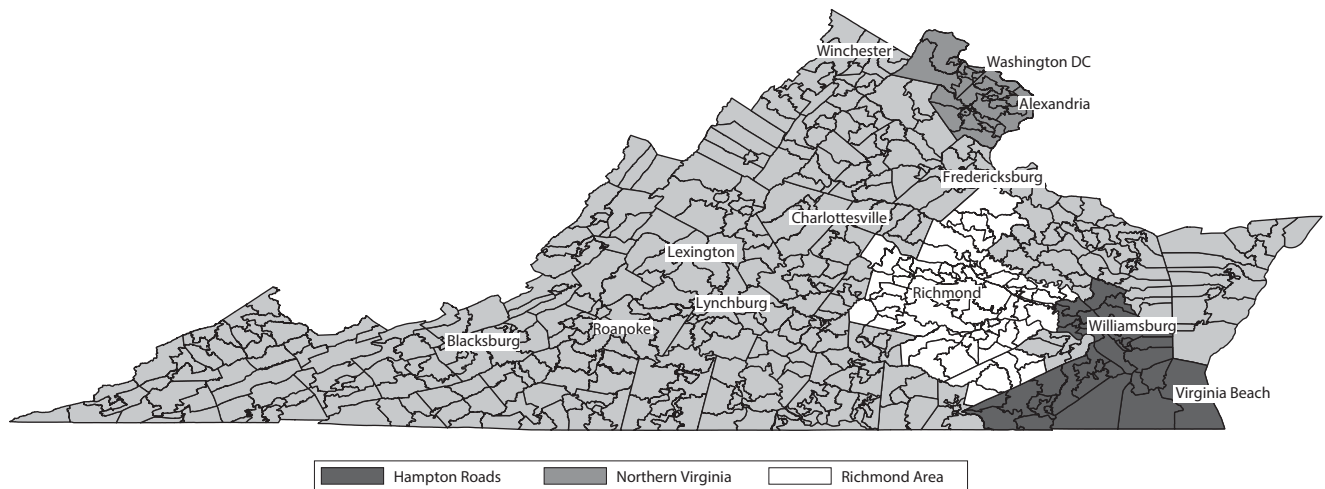 Winchester
Washington DC
Alexandria
Fredericksburg
Charlottesville
Lexington
Richmond
Lynchburg
Roanoke
Williamsburg
Blacksburg
Virginia Beach
Hampton Roads
Northern Virginia
Richmond Area